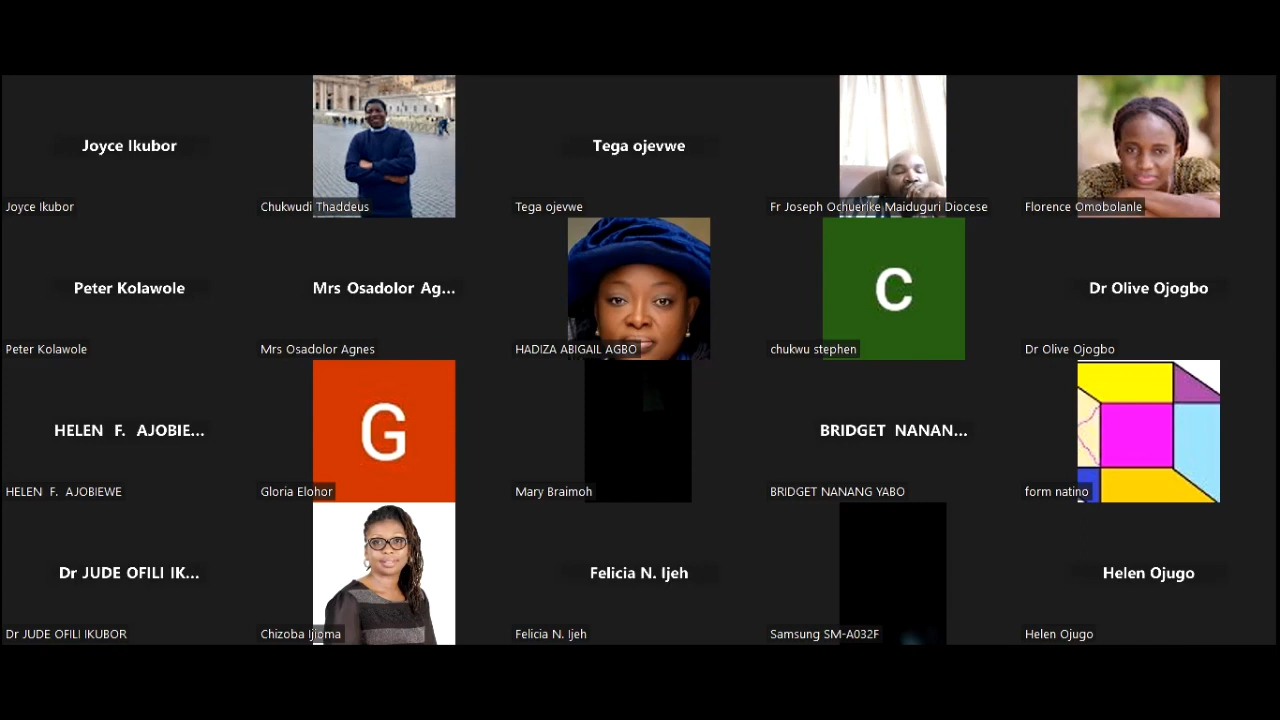 Joyce Ikubor
Tega ojevwe
Joyce Ikubor
Chukwudi Thaddeus
Tega ojevwe
Fr Joseph Ochuerike Maiduguri Diocese
Florence Omobolanle
Peter Kolawole
Mrs Osadolor Ag...
C
Dr Olive Ojogbo
Peter Kolawole
Mrs Osadolor Agnes
HADIZA ABIGAIL AGBO
chukwu stephen
Dr Olive Ojogbo
HELEN F. AJOBIE...
G
BRIDGET NANAN...
HELEN F. AJOBIEWE
Gloria Elohor
Mary Braimoh
BRIDGET NANANG YABO
form natino
Dr JUDE OFILI IK...
Felicia N. Ijeh
Helen Ojugo
Dr JUDE OFILI IKUBOR
Chizoba Ijioma
Felicia N. Ijeh
Samsung SM-A032F
Helen Ojugo